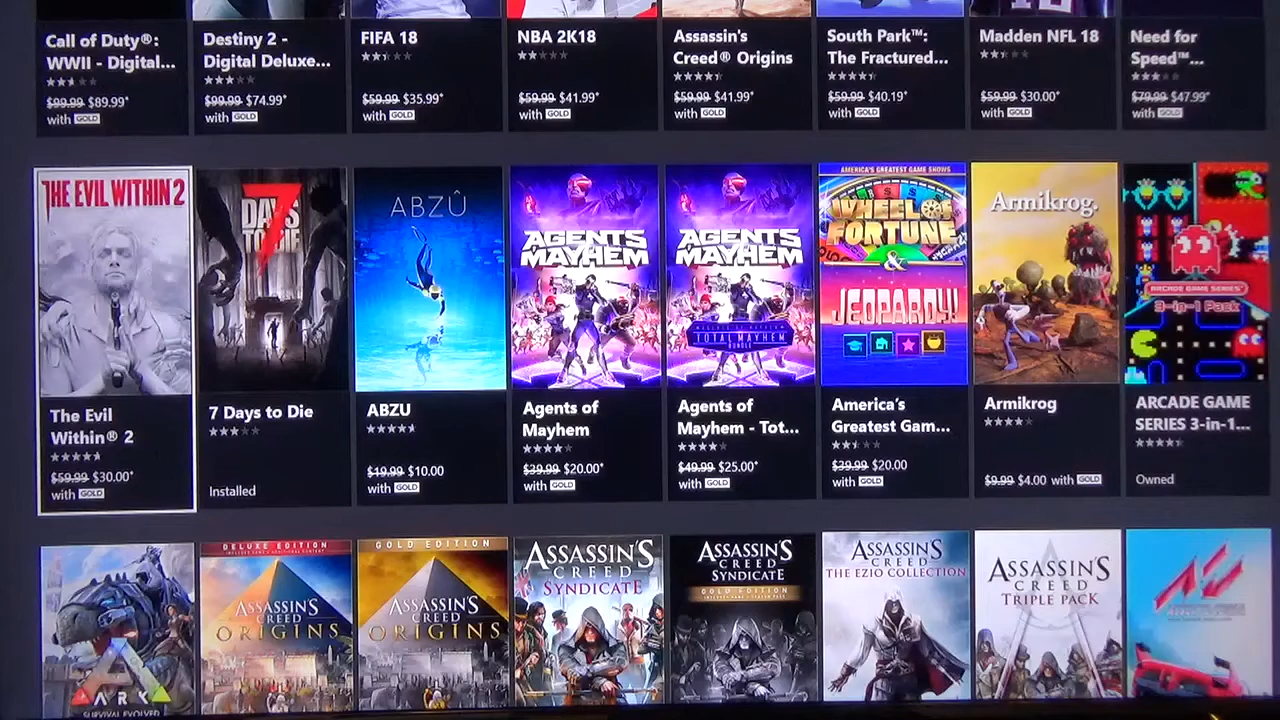 Call of Duty®:
WWII - Digital...
$99.99 $89.99*
with GOLD
Destiny 2 -
Digital Deluxe...
$99.99 $74.99*
with GOLD
FIFA 18
$59.99 $35.99*
with GOLD
NBA 2K18
$59.99 $41.99*
with GOLD
Assassin's
Creed® Origins
$59.99 $41.99*
with GOLD
South Park™:
The Fractured...
$59.99 $40.19*
with GOLD
Madden NFL 18
$59.99 $30.00*
with GOLD
Need for
Speed™...
$79.99 $47.99*
with GOLD
THE EVIL WITHIN 2
The Evil
Within® 2
$59.99 $30.00*
with GOLD
7
DAYS
TO DIE
7 Days to Die
Installed
ABZÛ
ABZU
$19.99 $10.00
with GOLD
AGENTS
MAYHEM
Agents of
Mayhem
$39.99 $20.00*
with GOLD
AGENTS
MAYHEM
TOTAL MAYHEM
BUNDLE
Agents of
Mayhem - Tot...
$49.99 $25.00*
with GOLD
AMERICA'S GREATEST GAME SHOWS
WHEEL OF
FORTUNE
&
JEOPARDY!
America's
Greatest Gam...
$39.99 $20.00
with GOLD
Armikrog.
Armikrog
$9.99 $4.00 with GOLD
ARCADE GAME SERIES
3-in-1 Pack
ARCADE GAME
SERIES 3-in-1...
Owned
ARK
SURVIVAL EVOLVED
DELUXE EDITION
ASSASSIN'S
CREED
ORIGINS
GOLD EDITION
ASSASSIN'S
CREED
ORIGINS
ASSASSIN'S
CREED
SYNDICATE
ASSASSIN'S
CREED
SYNDICATE
GOLD EDITION
ASSASSIN'S
CREED
THE EZIO COLLECTION
ASSASSIN'S
CREED
TRIPLE PACK